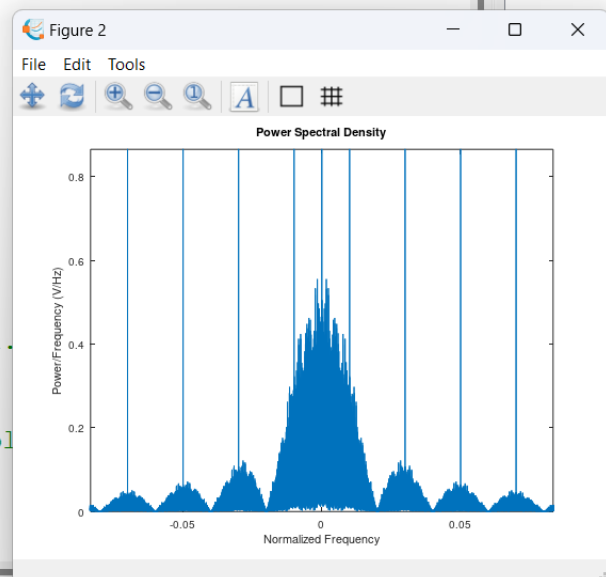 Figure 2
File Edit Tools
A
Power Spectral Density
0.8
0.6
0.4
0.2
0
-0.05 0 0.05
Power/Frequency (V/Hz)
Normalized Frequency